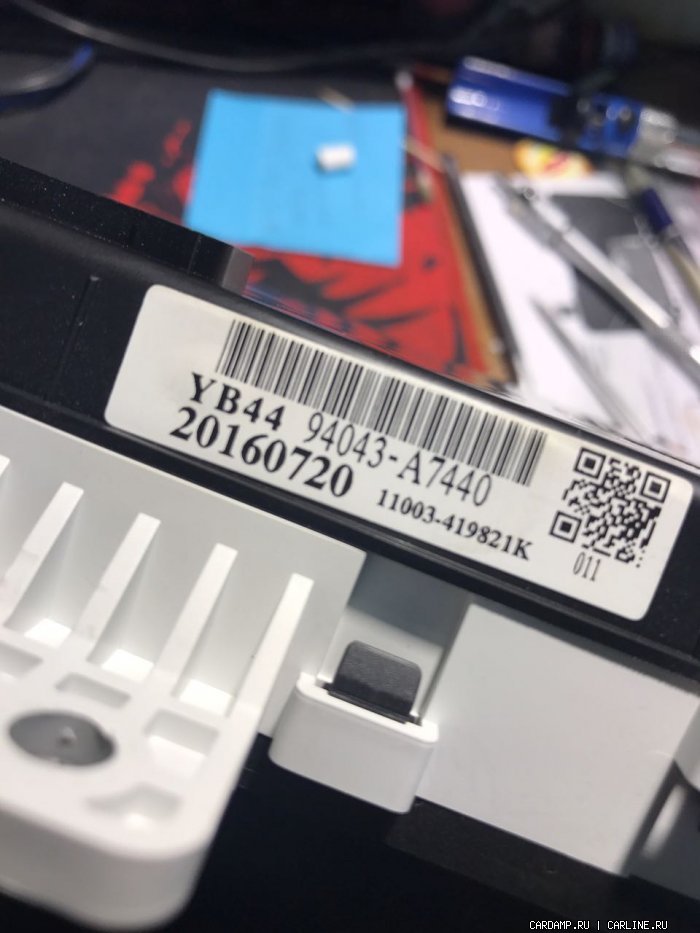 YB44 94043-A7440
20160720 11003-419821K
011
CARDAMP.RU | CARLINE.RU